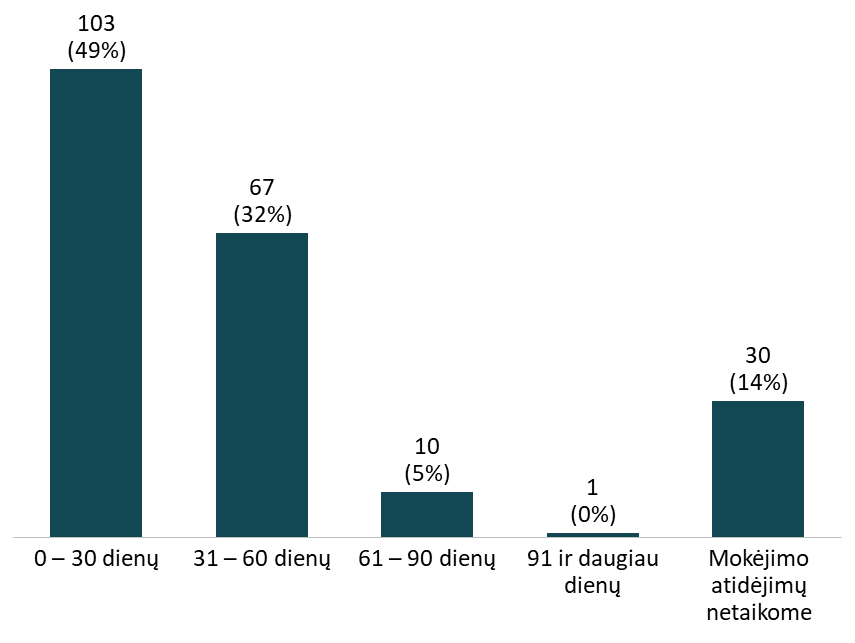 103
(49%)
67
(32%)
10
(5%)
1
(0%)
30
(14%)
0 – 30 dienų
31 – 60 dienų
61 – 90 dienų
91 ir daugiau
dienų
Mokėjimo
atidėjimų
netaikome